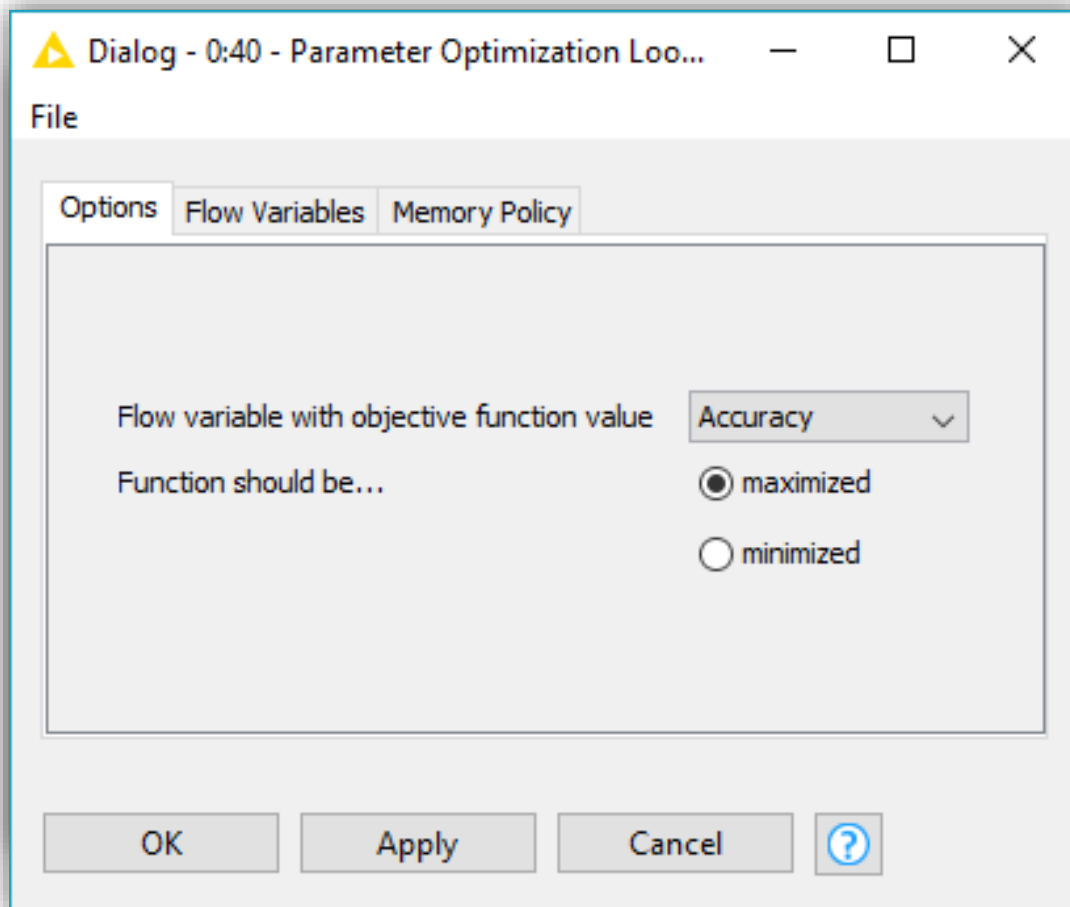 Dialog - 0:40 - Parameter Optimization Loo...
File
Options Flow Variables Memory Policy
Flow variable with objective function value Accuracy
Function should be... maximized
minimized
OK Apply Cancel ?